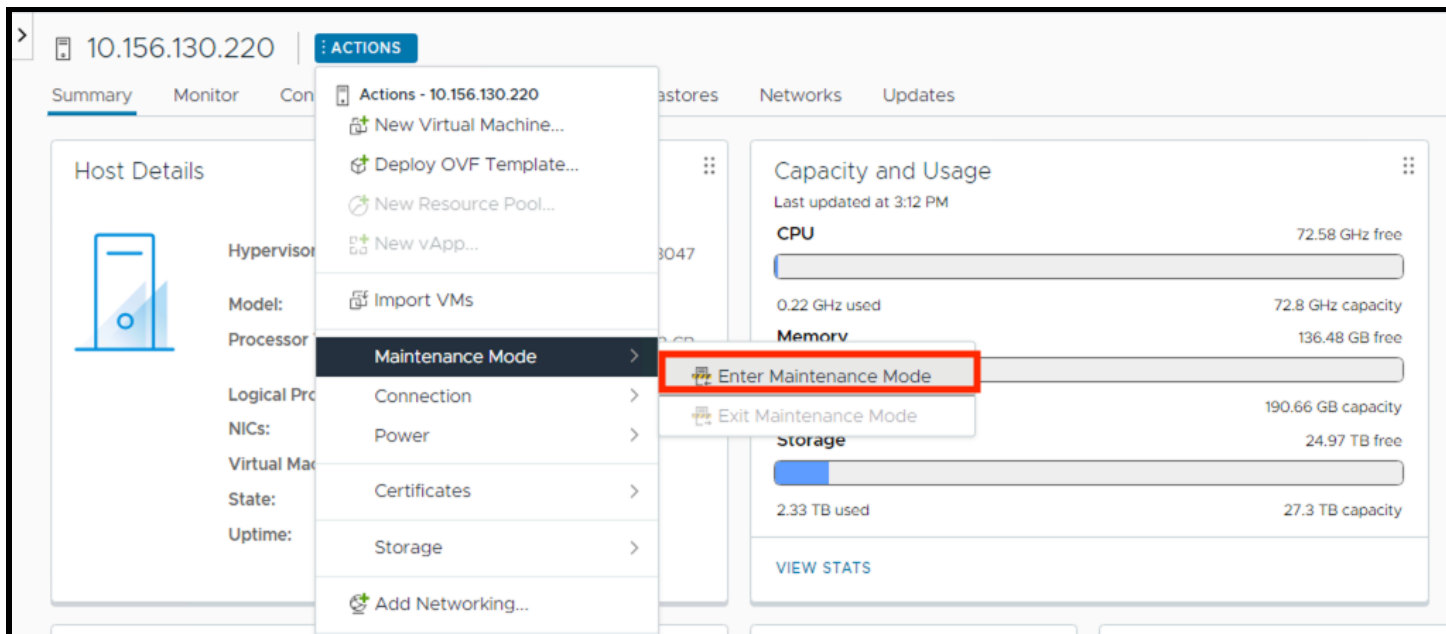 10.156.130.220
ACTIONS
Summary Monitor Con astores Networks Updates
Actions - 10.156.130.220
New Virtual Machine...
Deploy OVF Template...
New Resource Pool...
New vApp...
Import VMs
Maintenance Mode
Connection
Power
Certificates
Storage
Add Networking...
Enter Maintenance Mode
Exit Maintenance Mode
Host Details
Hypervisor 3047
Model:
Processor
Logical Pro
NICs:
Virtual Mac
State:
Uptime:
Capacity and Usage
Last updated at 3:12 PM
CPU 72.58 GHz free
0.22 GHz used 72.8 GHz capacity
Memory 136.48 GB free
190.66 GB capacity
Storage 24.97 TB free
2.33 TB used 27.3 TB capacity
VIEW STATS